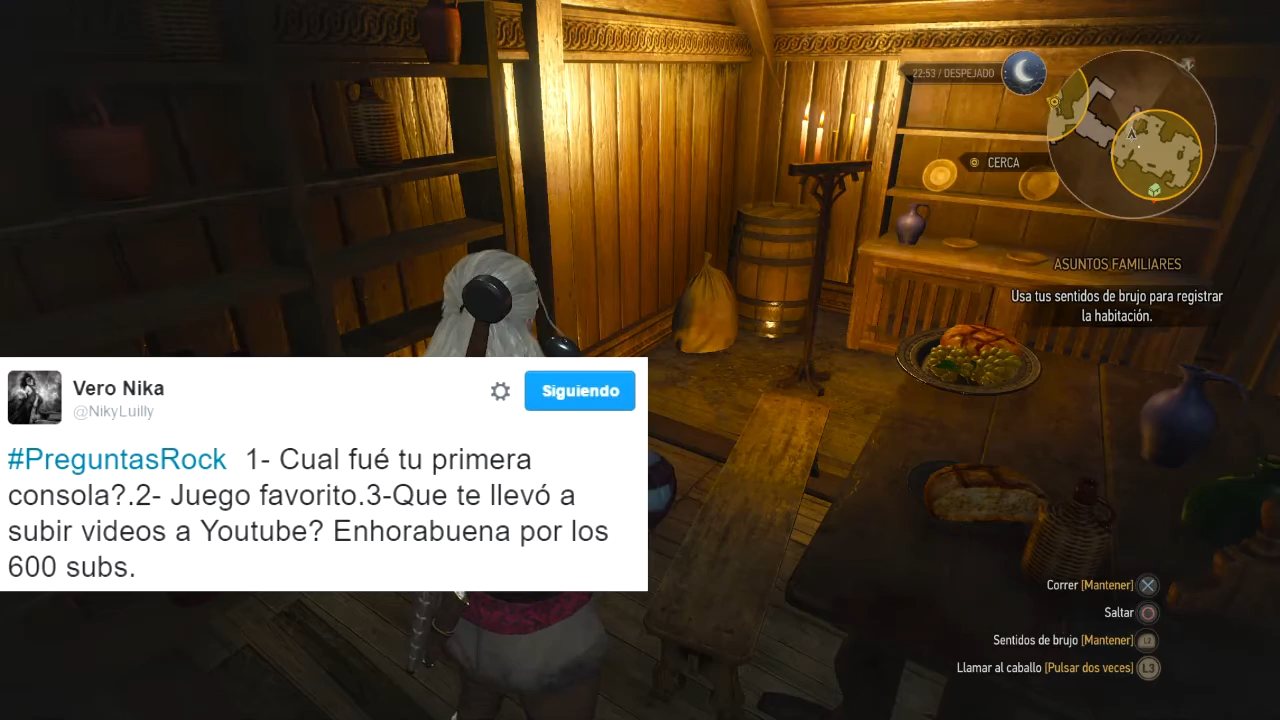 22:53 / DESPEJADO
CERCA
ASUNTOS FAMILIARES
Usa tus sentidos de brujo para registrar
la habitación.
Vero Nika
@NikyLuilly
Siguiendo
#PreguntasRock 1- Cual fué tu primera
consola?.2- Juego favorito.3-Que te llevó a
subir videos a Youtube? Enhorabuena por los
600 subs.
Correr [Mantener]
Saltar
Sentidos de brujo [Mantener]
Llamar al caballo [Pulsar dos veces] L3